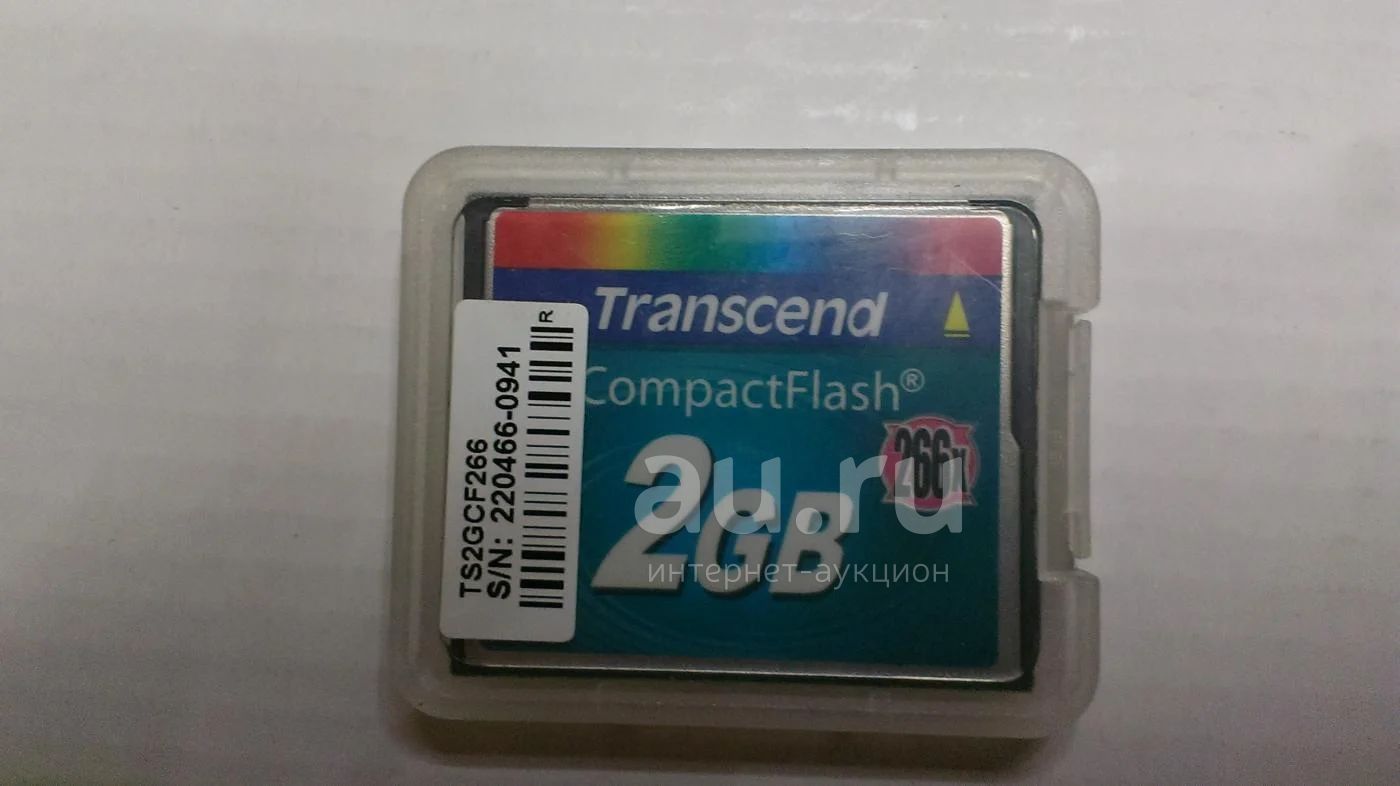 Transcend
CompactFlash®
266x
2GB
TS2GCF266
S/N: 220466-0941
R
au.ru
интернет-аукцион